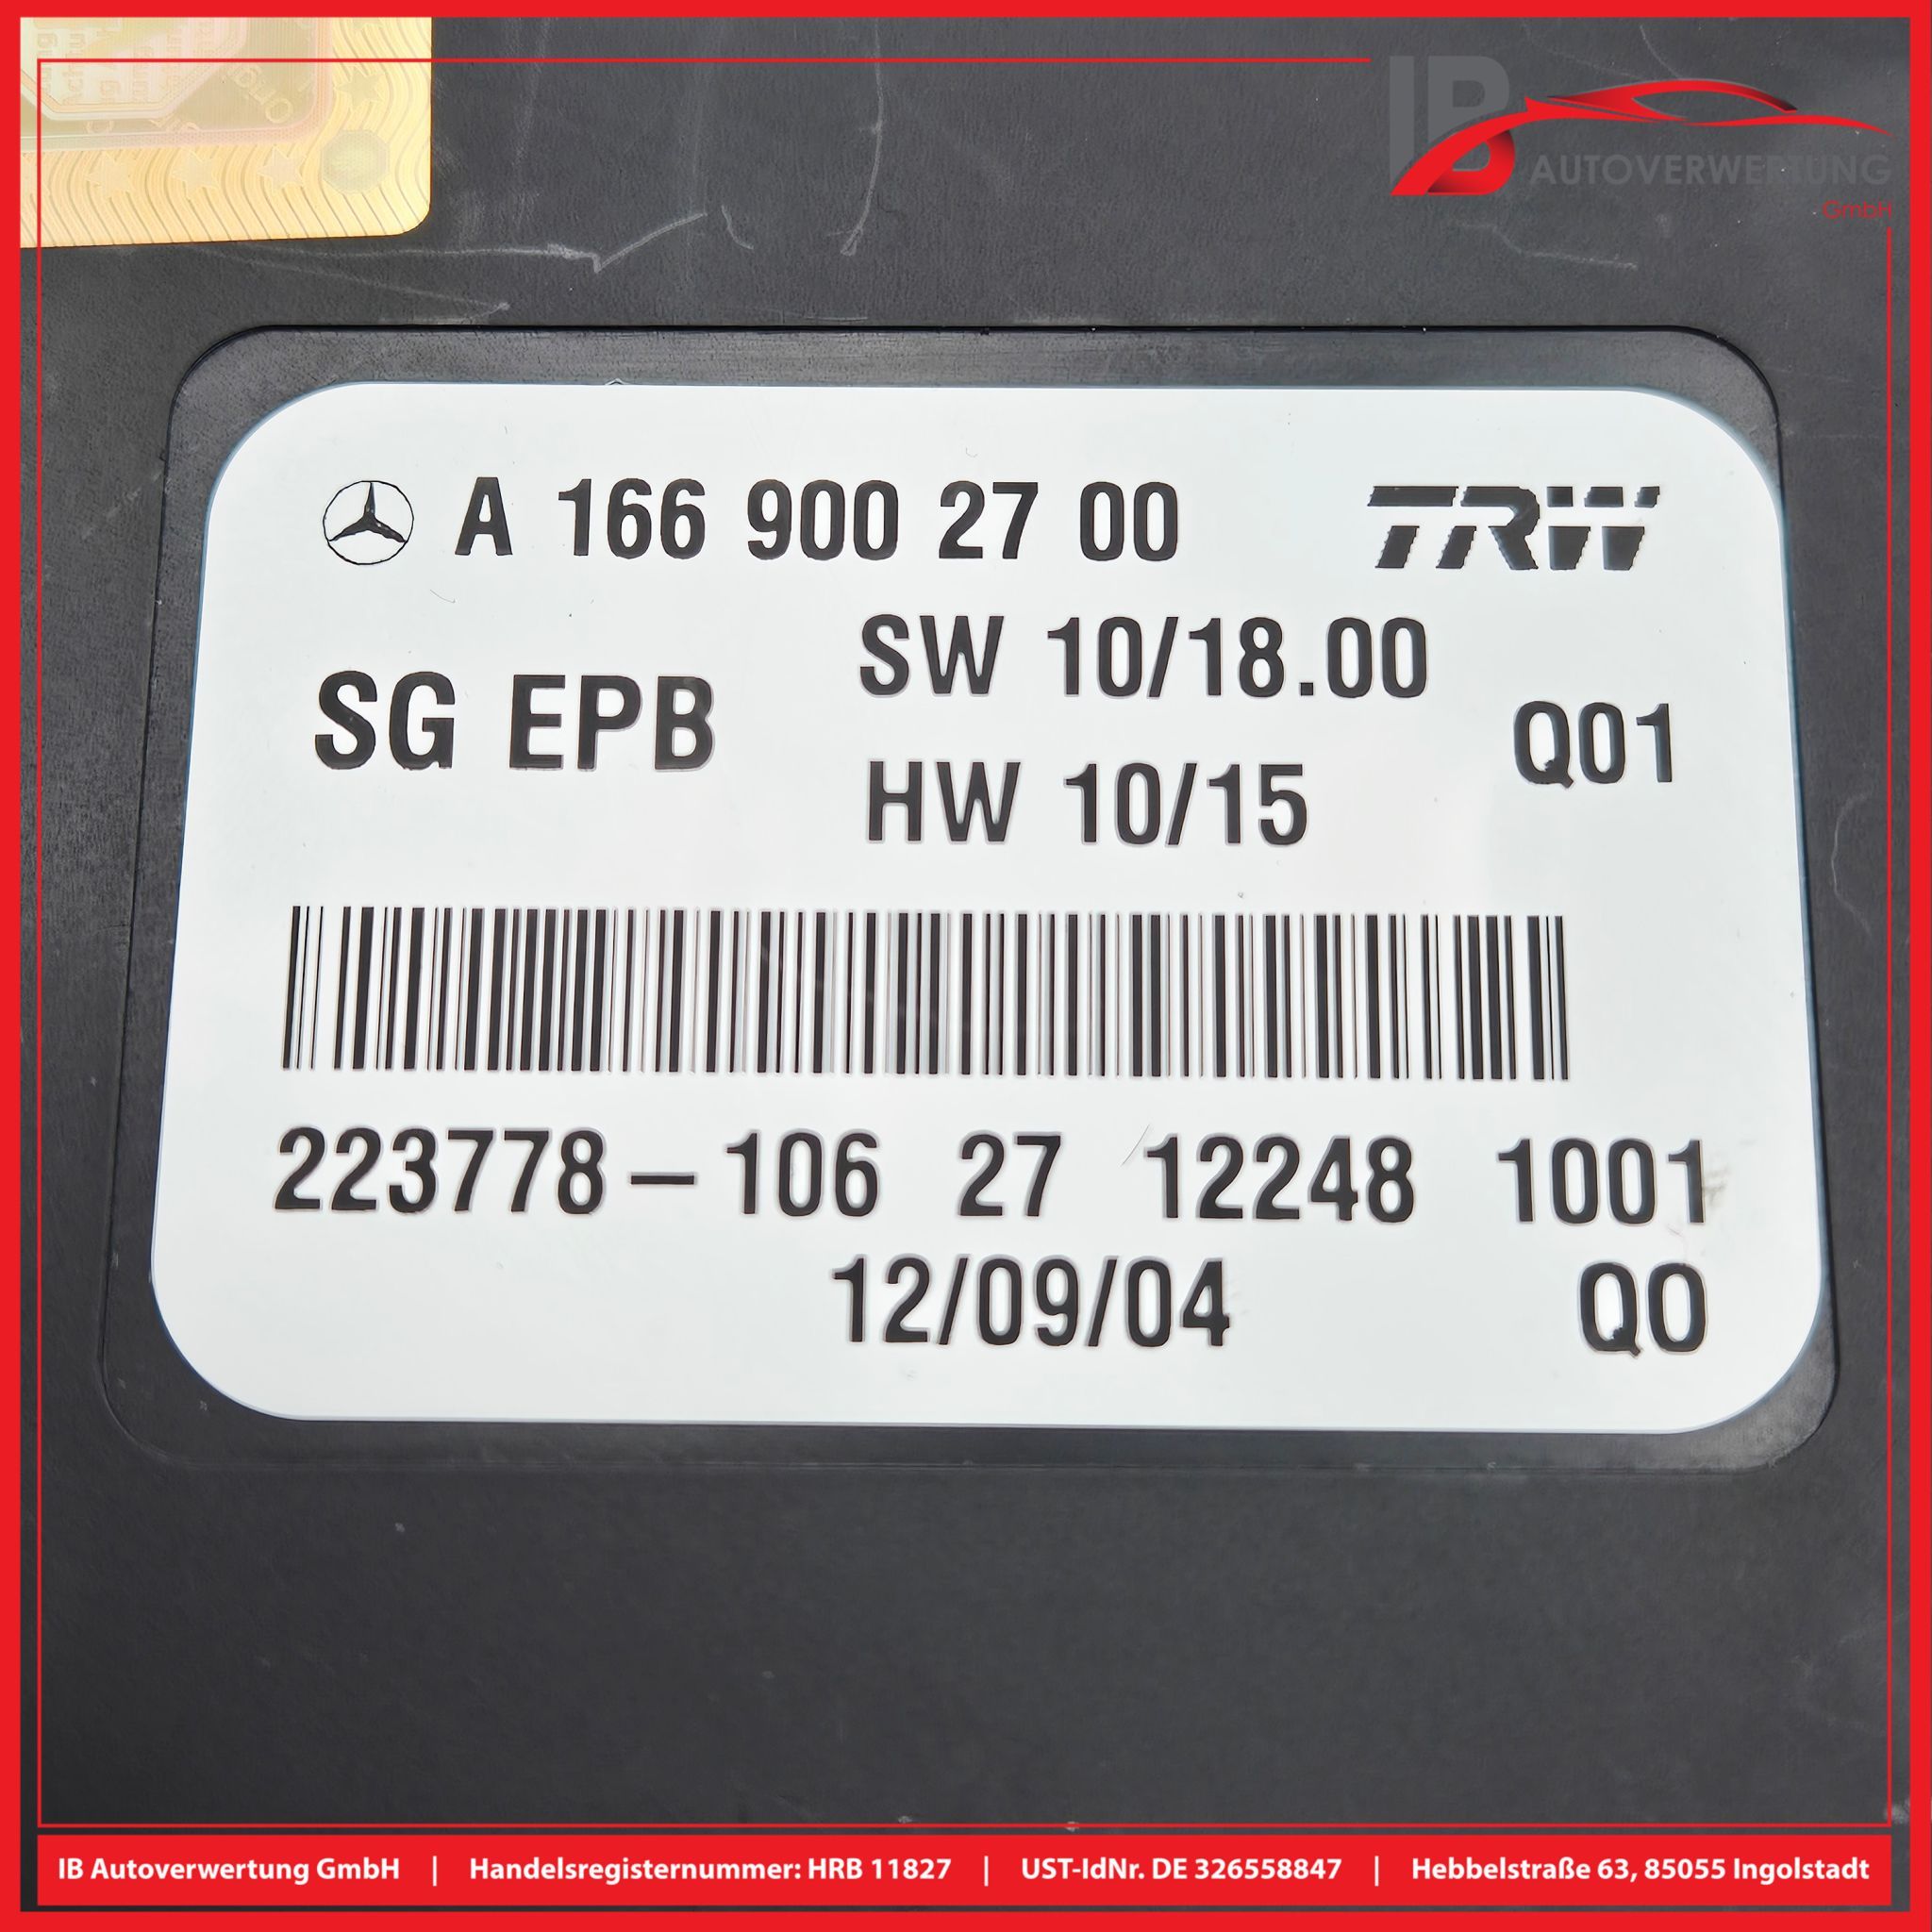 IB
AUTOVERWERTUNG
GmbH
A 166 900 27 00
TRW
SW 10/18.00
SG EPB
Q01
HW 10/15
223778-106 27 12248 1001
12/09/04
Q0
IB Autoverwertung GmbH | Handelsregisternummer: HRB 11827 | UST-IdNr. DE 326558847 | Hebbelstraße 63, 85055 Ingolstadt